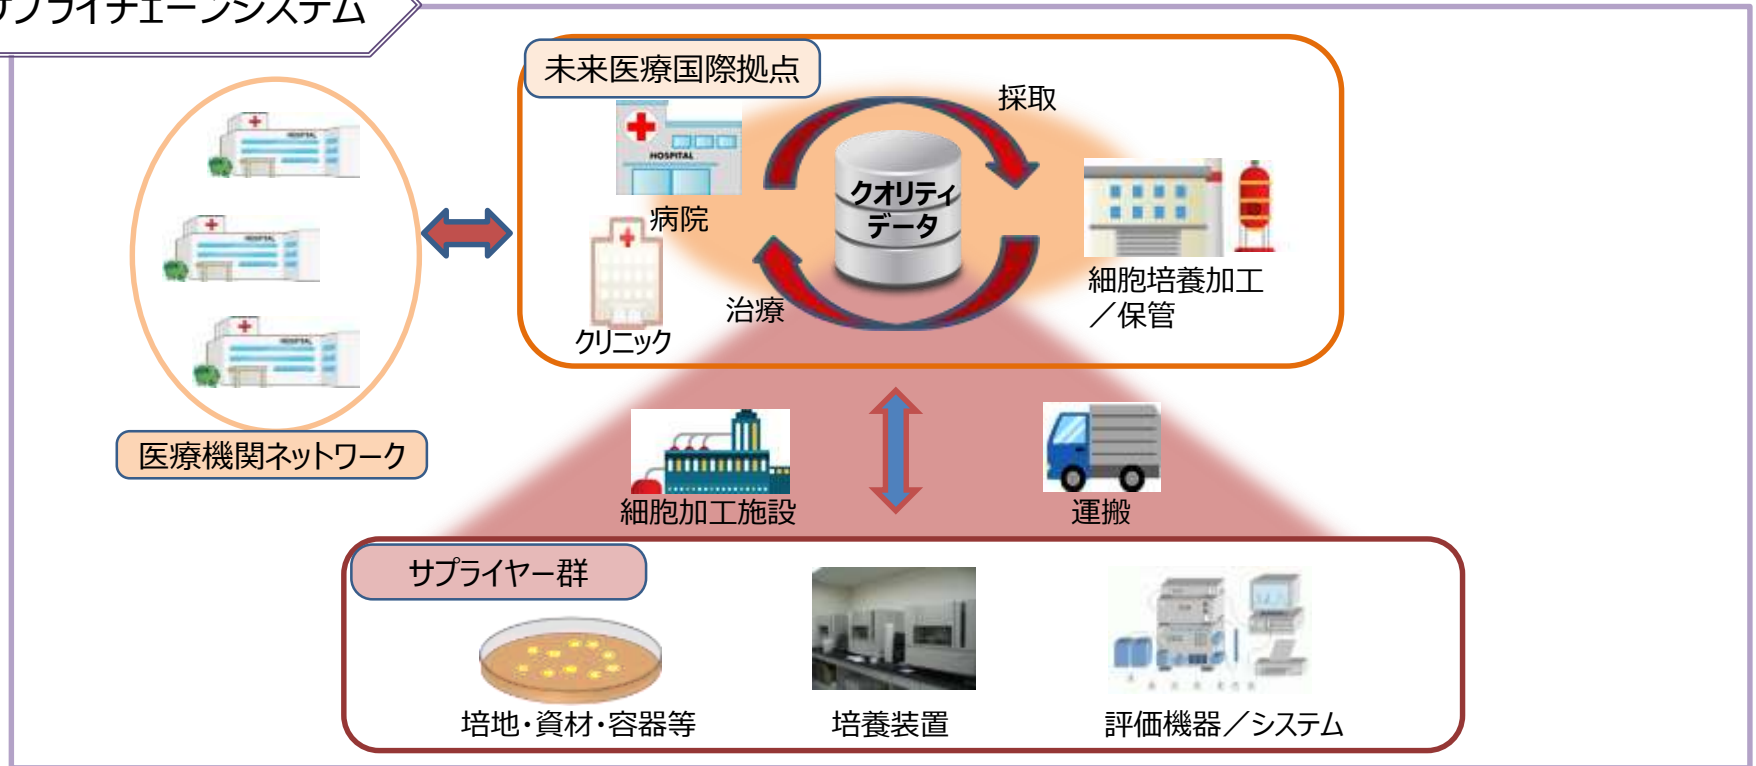 サプライチェーンシステム
未来医療国際拠点
採取
HOSPITAL
HOSPITAL
クオリティ
データ
病院
HOSPITAL
細胞培養加工
／保管
治療
クリニック
HOSPITAL
医療機関ネットワーク
細胞加工施設
運搬
サプライヤー群
培地・資材・容器等
培養装置
評価機器／システム